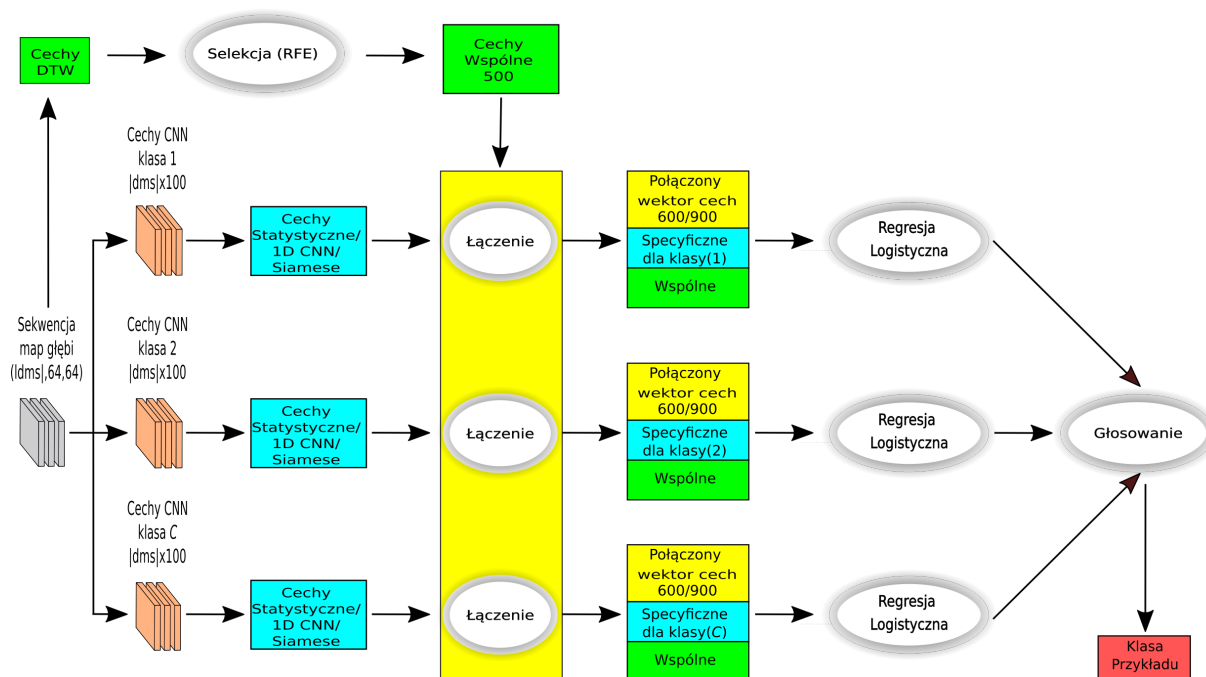 Cechy
DTW
Selekcja (RFE)
Cechy
Wspólne
500
Cechy CNN
klasa 1
|dms|x100
Cechy
Statystyczne/
1D CNN/
Siamese
Łączenie
Połączony
wektor cech
600/900
Specyficzne
dla klasy(1)
Wspólne
Regresja
Logistyczna
Sekwencja
map głębi
(ldms|,64,64)
Cechy CNN
klasa 2
|dms|x100
Cechy
Statystyczne/
1D CNN/
Siamese
Łączenie
Połączony
wektor cech
600/900
Specyficzne
dla klasy(2)
Wspólne
Regresja
Logistyczna
Głosowanie
Cechy CNN
klasa C
|dms|x100
Cechy
Statystyczne/
1D CNN/
Siamese
Łączenie
Połączony
wektor cech
600/900
Specyficzne
dla klasy(C)
Wspólne
Regresja
Logistyczna
Klasa
Przykładu